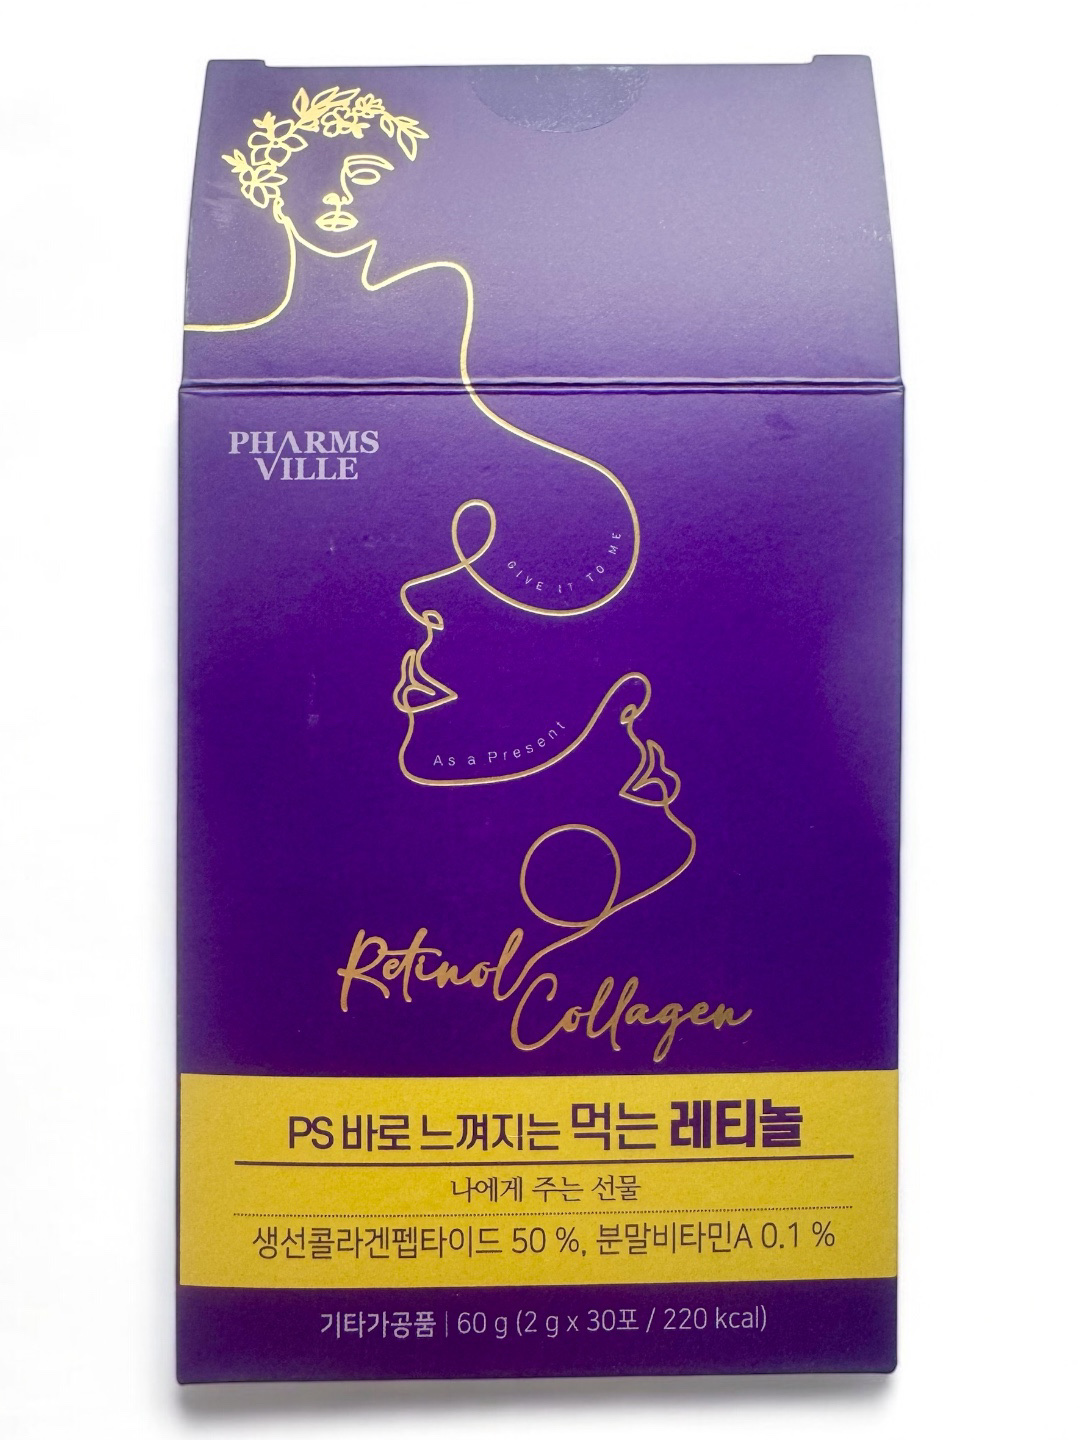 PHARMS
VILLE
GIVE IT TO ME
As a Present
Retinol
Collagen
PS 바로 느껴지는 먹는 레티놀
나에게 주는 선물
생선콜라겐펩타이드 50 %, 분말비타민A 0.1 %
기타가공품 | 60 g (2 g x 30포 / 220 kcal)